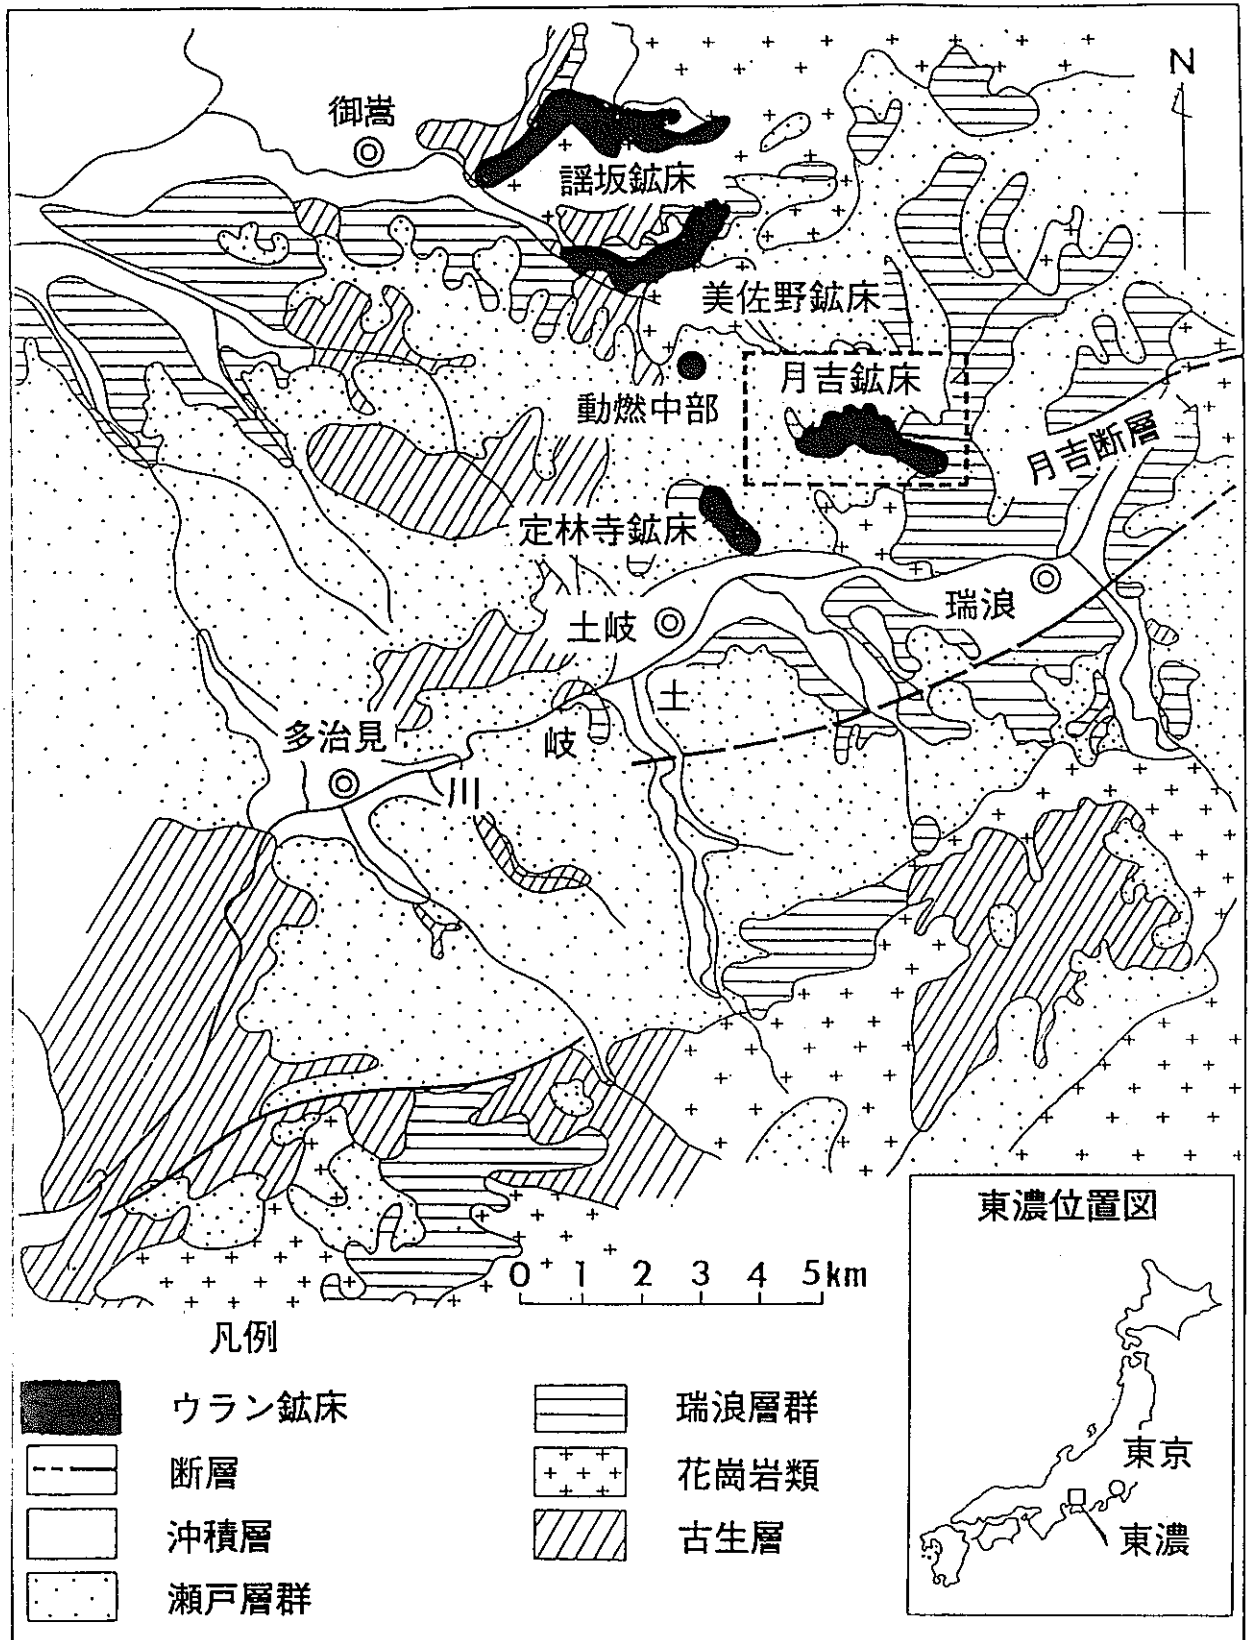 N
御嵩
謡坂鉱床
美佐野鉱床
月吉鉱床
動燃中部
月吉断層
定林寺鉱床
瑞浪
土岐
土
岐
川
多治見
0 1 2 3 4 5km
凡例
ウラン鉱床
断層
沖積層
瀬戸層群
瑞浪層群
花崗岩類
古生層
東濃位置図
東京
東濃